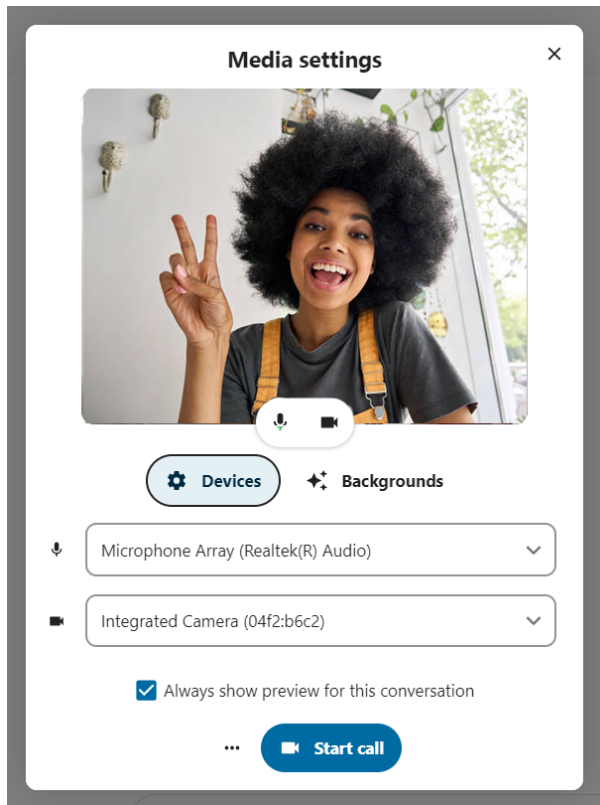 Media settings
Devices
Backgrounds
Microphone Array (Realtek(R) Audio)
Integrated Camera (04f2:b6c2)
Always show preview for this conversation
Start call